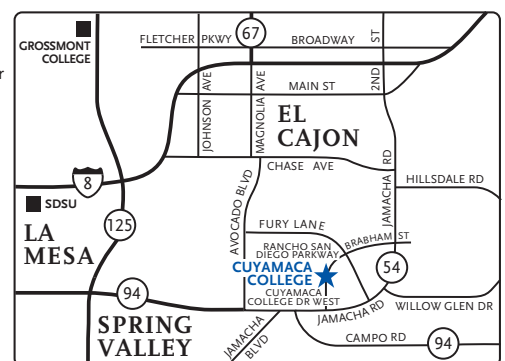 GROSSMONT
COLLEGE
r
FLETCHER PKWY
67
BROADWAY
2ND ST
JOHNSON AVE
MAGNOLIA AVE
MAIN ST
EL
CAJON
CHASE AVE
JAMACHA RD
HILLSDALE RD
8
SDSU
LA
MESA
125
AVOCADO BLVD
FURY LANE
RANCHO SAN
DIEGO PARKWAY
BRABHAM ST
CUYAMACA
COLLEGE
54
CUYAMACA
COLLEGE DR WEST
94
SPRING
VALLEY
JAMACHA
BLVD
JAMACHA RD
WILLOW GLEN DR
CAMPO RD
94